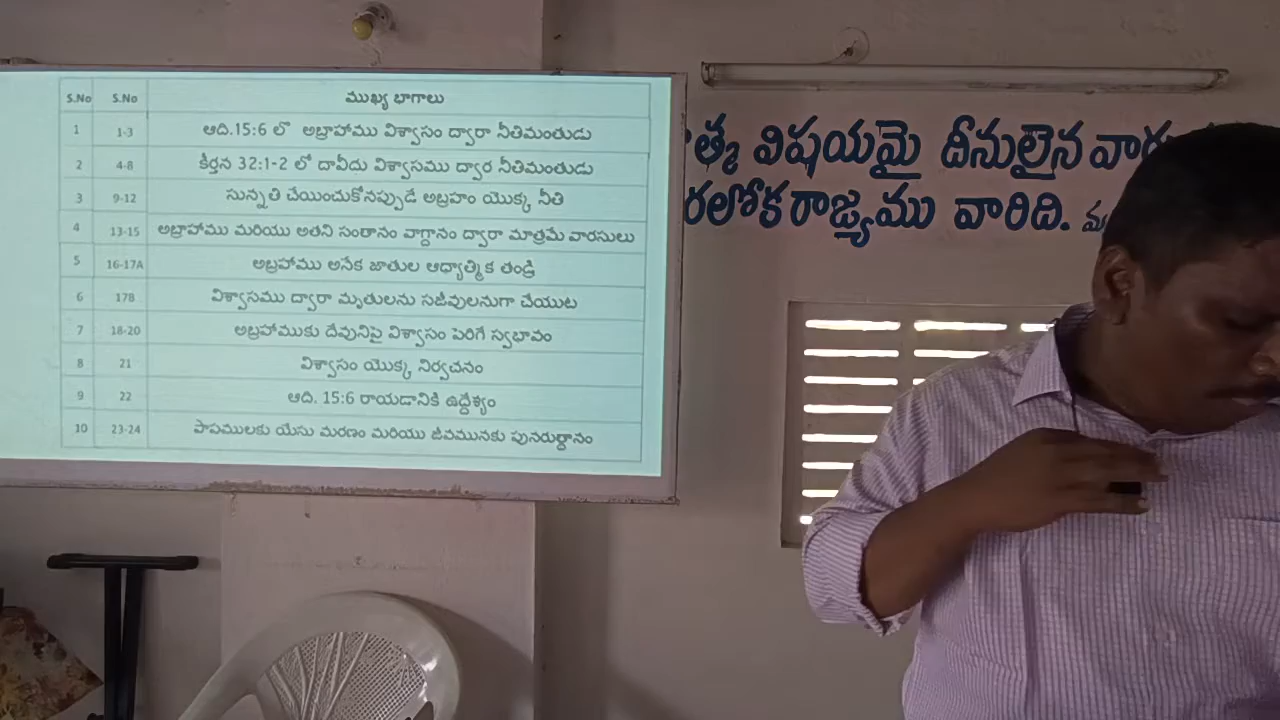 S.No S.No ముఖ్య భాగాలు
1 1-3 ఆది.15:6 లో అబ్రాహాము విశ్వాసం ద్వారా నీతిమంతుడు
2 4-8 కీర్తన 32:1-2 లో దావీదు విశ్వాసము ద్వార నీతిమంతుడు
3 9-12 సున్నతి చేయించుకోనప్పుడే అబ్రహం యొక్క నీతి
4 13-15 అబ్రాహాము మరియు అతని సంతానం వాగ్దానం ద్వారా మాత్రమే వారసులు
5 16-17A అబ్రహాము అనేక జాతుల ఆధ్యాత్మిక తండ్రి
6 17B విశ్వాసము ద్వారా మృతులను సజీవులనుగా చేయుట
7 18-20 అబ్రహాముకు దేవునిపై విశ్వాసం పెరిగే స్వభావం
8 21 విశ్వాసం యొక్క నిర్వచనం
9 22 ఆది. 15:6 రాయడానికి ఉద్దేశ్యం
10 23-24 పాపములకు యేసు మరణం మరియు జీవమునకు పునరుర్థానం
విషయమై దీనులైన
రాజ్యము వారిది.